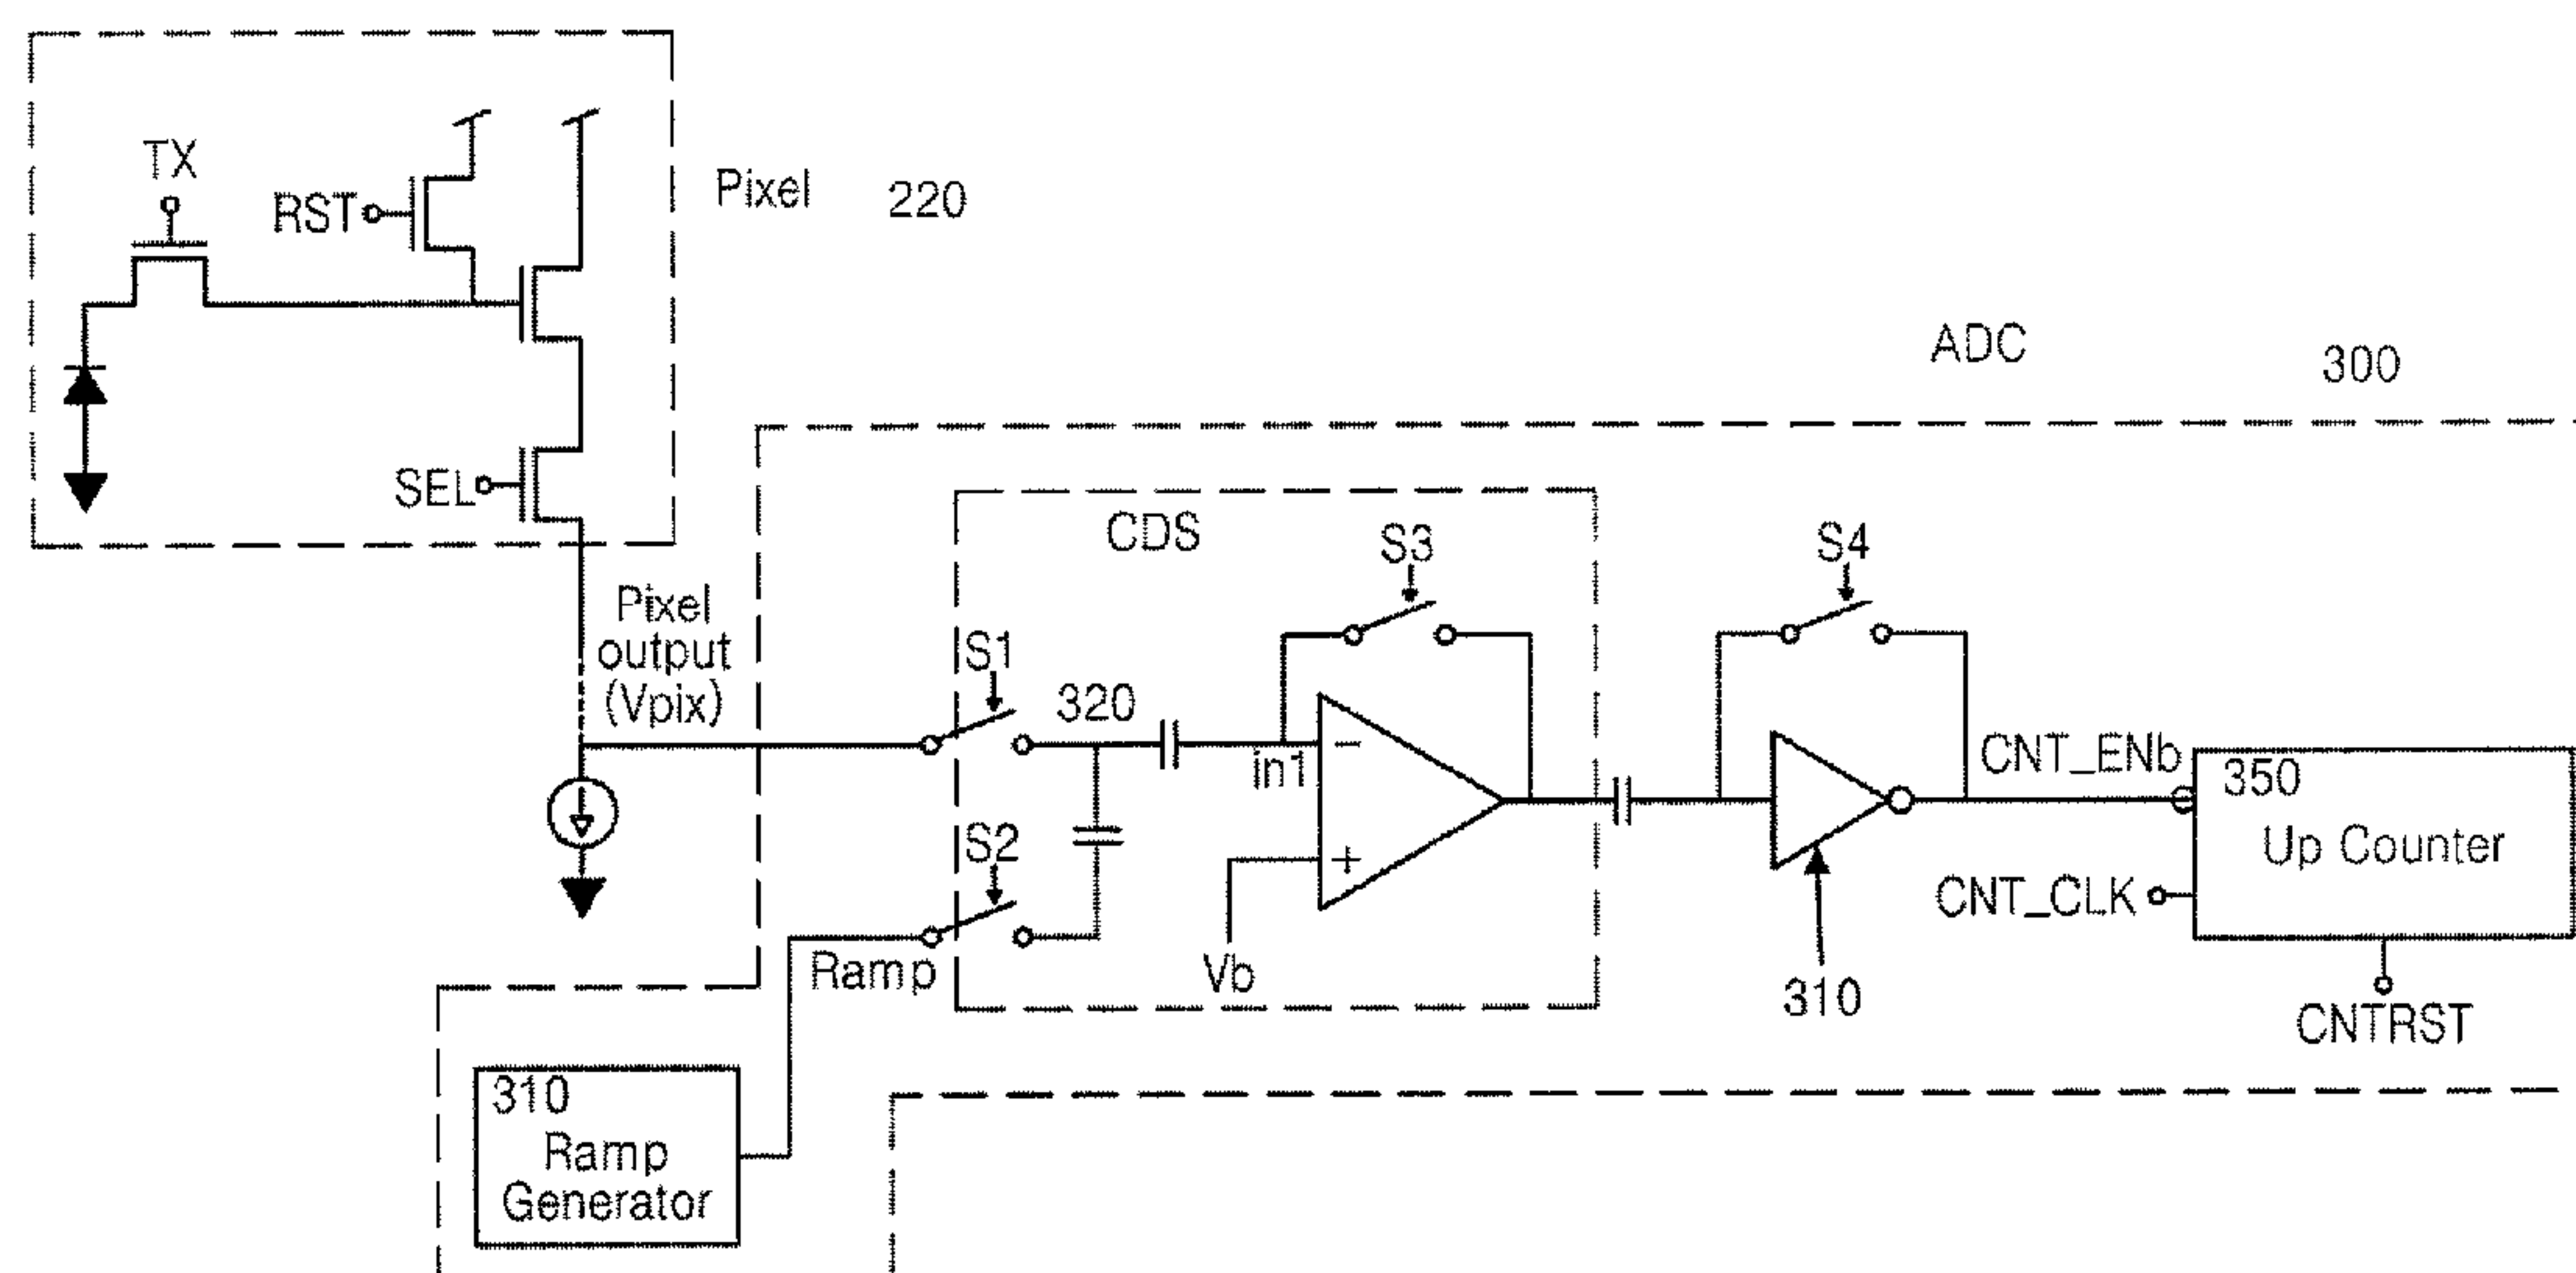 TX
RST
Pixel 220
SEL
ADC 300
CDS
S3
S4
Pixel
output
(Vpix)
S1
320
in1
CNT_ENb
350
Up Counter
S2
CNT_CLK
Ramp
Vb
310
CNTRST
310
Ramp
Generator